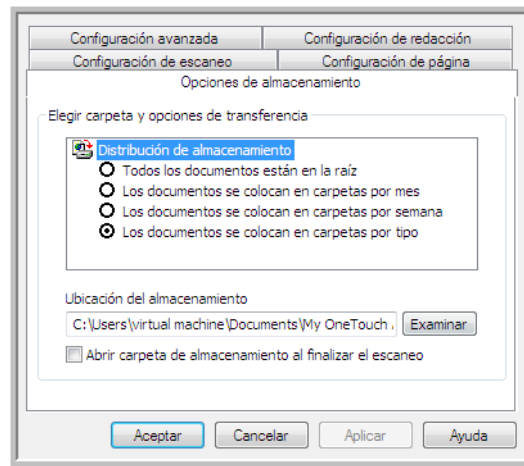 Configuración avanzada
Configuración de redacción
Configuración de escaneo
Configuración de página
Opciones de almacenamiento
Elegir carpeta y opciones de transferencia
Distribución de almacenamiento
Todos los documentos están en la raíz
Los documentos se colocan en carpetas por mes
Los documentos se colocan en carpetas por semana
Los documentos se colocan en carpetas por tipo
Ubicación del almacenamiento
C:\Users\virtual machine\Documents\My OneTouch
Examinar
Abrir carpeta de almacenamiento al finalizar el escaneo
Aceptar
Cancelar
Aplicar
Ayuda